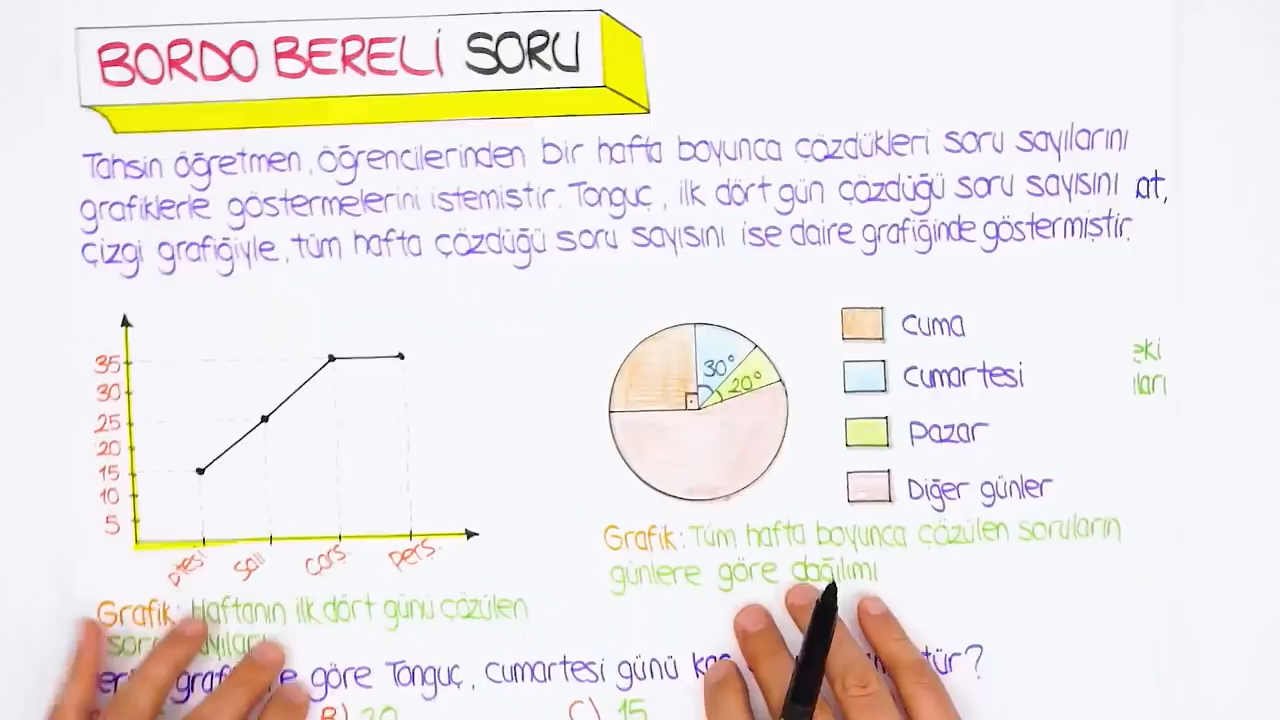 BORDO BERELİ SORU
Tahsin öğretmen, öğrencilerinden bir hafta boyunca çözdükleri soru sayılarını
grafiklerle göstermelerini istemiştir. Tonguç, ilk dört gün çözdüğü soru sayısını at,
çizgi grafiğiyle, tüm hafta çözdüğü soru sayısını ise daire grafiğinde göstermiştir.
35
30
25
20
15
10
5
salı
çarş.
perş.
Grafik: Haftanın ilk dört günü çözülen
30°
20°
Cuma
Cumartesi
Pazar
Diğer günler
Grafik: Tüm hafta boyunca çözülen soruların
günlere göre dağılımı
göre Tonguç, cumartesi günü
B) 20
C) 15